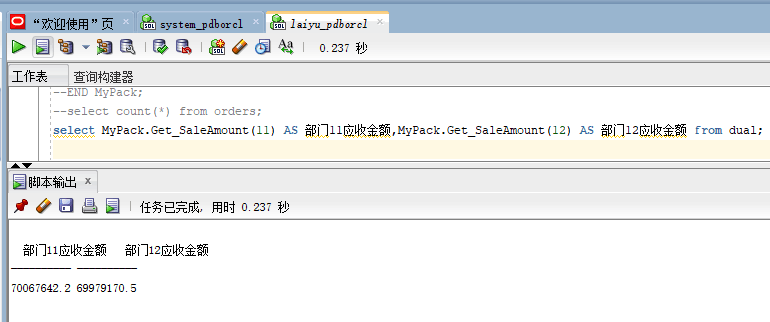 “欢迎使用”页 system_pdborcl laiyu_pdborcl
0.237 秒
工作表 查询构建器
--END MyPack;
--select count(*) from orders;
select MyPack.Get_SaleAmount(11) AS 部门11应收金额,MyPack.Get_SaleAmount(12) AS 部门12应收金额 from dual;
脚本输出 x
任务已完成, 用时 0.237 秒
部门11应收金额 部门12应收金额
---------- ----------
70067642.2 69979170.5